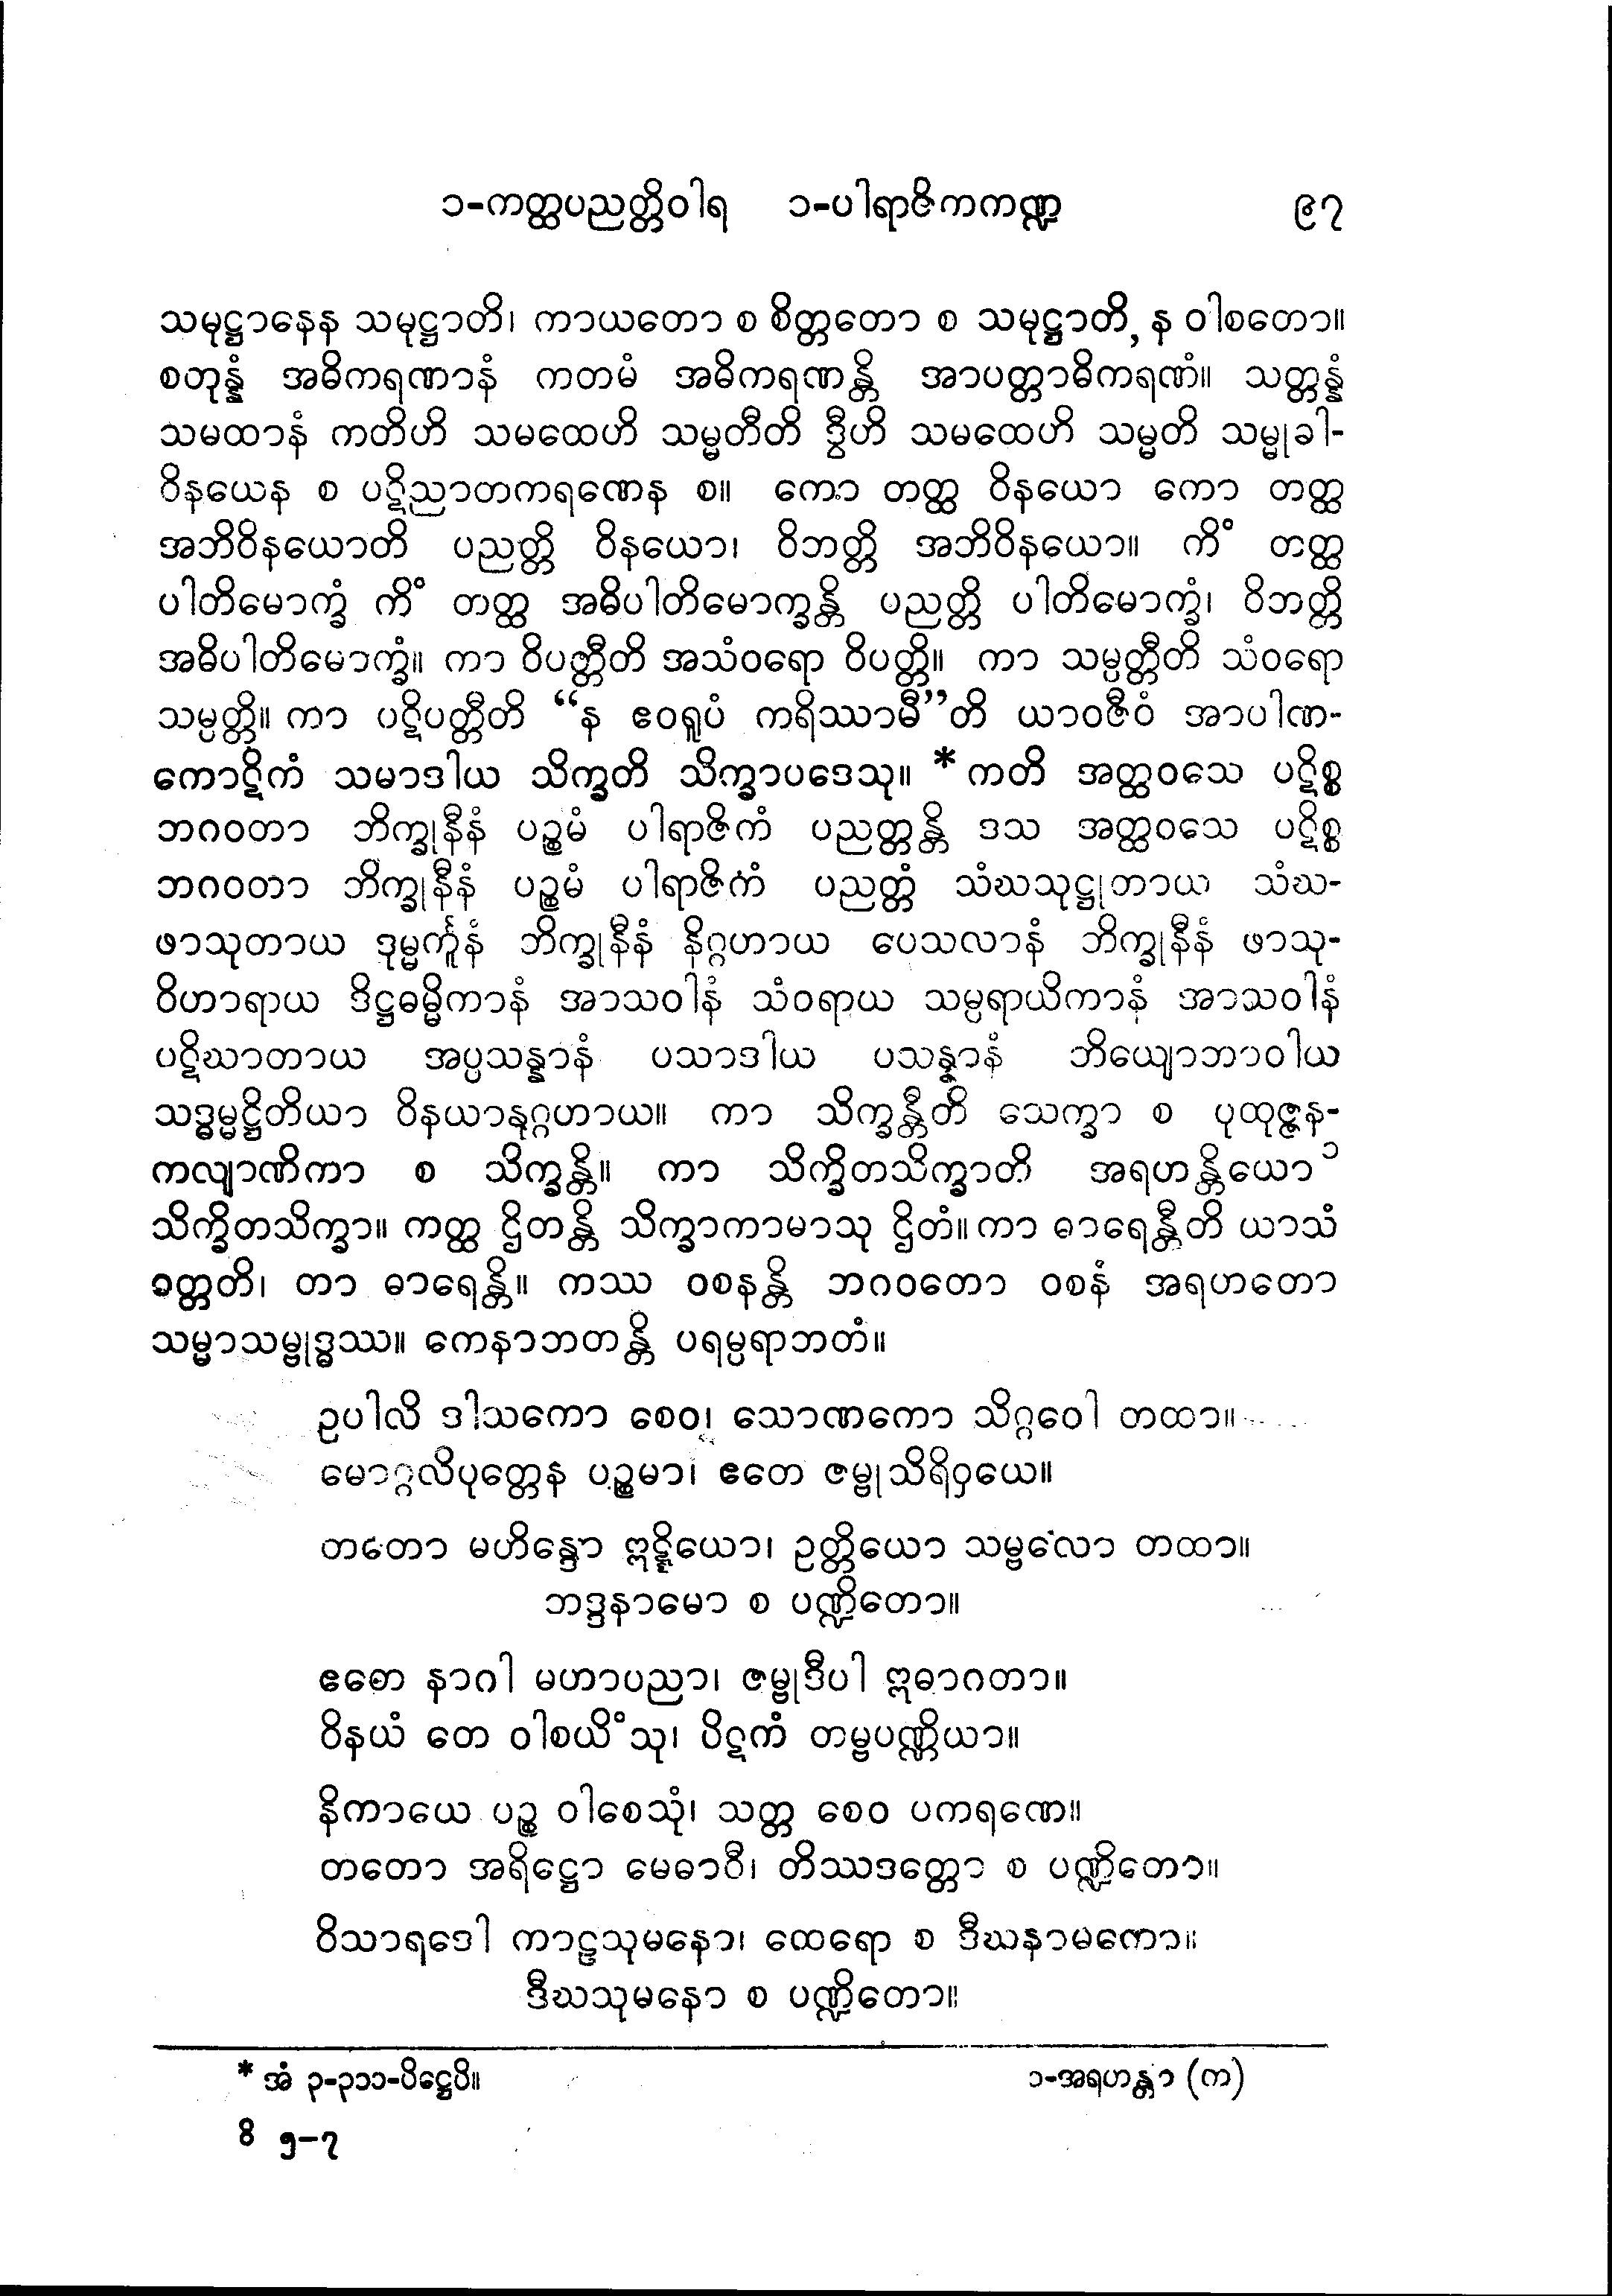 ၁-ကတ္ထပညတ္တိဝါရ ၁-ပါရာဇိကကဏ္ဍ ၉၇
သမုဋ္ဌာနေန သမုဋ္ဌာတိ၊ ကာယတော စ စိတ္တတော စ သမုဋ္ဌာတိ, န ဝါစတော။
စတုန္နံ အဓိကရဏာနံ ကတမံ အဓိကရဏန္တိ အာပတ္တာဓိကရဏံ။ သတ္တန္နံ
သမထာနံ ကတိဟိ သမထေဟိ သမ္မတီတိ ဒွီဟိ သမထေဟိ သမ္မတိ သမ္မုခါ-
ဝိနယေန စ ပဋိညာတကရဏေန စ။ ကော တတ္ထ ဝိနယော ကော တတ္ထ
အဘိဝိနယောတိ ပညတ္တိ ဝိနယော၊ ဝိဘတ္တိ အဘိဝိနယော။ ကိံ တတ္ထ
ပါတိမောက္ခံ ကိံ တတ္ထ အဓိပါတိမောက္ခန္တိ ပညတ္တိ ပါတိမောက္ခံ၊ ဝိဘတ္တိ
အဓိပါတိမောက္ခံ။ ကာ ဝိပတ္တီတိ အသံဝရော ဝိပတ္တိ။ ကာ သမ္ပတ္တီတိ သံဝရော
သမ္ပတ္တိ။ ကာ ပဋိပတ္တီတိ “န ဧဝရူပံ ကရိဿာမီ”တိ ယာဝဇီဝံ အာပါဏ-
ကောဋိကံ သမာဒါယ သိက္ခတိ သိက္ခာပဒေသု။ * ကတိ အတ္ထဝသေ ပဋိစ္စ
ဘဂဝတာ ဘိက္ခုနီနံ ပဉ္စမံ ပါရာဇိကံ ပညတ္တန္တိ ဒသ အတ္ထဝသေ ပဋိစ္စ
ဘဂဝတာ ဘိက္ခုနီနံ ပဉ္စမံ ပါရာဇိကံ ပညတ္တံ သံဃသုဋ္ဌုတာယ သံဃ-
ဖာသုတာယ ဒုမ္မင်္ကူနံ ဘိက္ခုနီနံ နိဂ္ဂဟာယ ပေသလာနံ ဘိက္ခုနီနံ ဖာသု-
ဝိဟာရာယ ဒိဋ္ဌဓမ္မိကာနံ အာသဝါနံ သံဝရာယ သမ္ပရာယိကာနံ အာသဝါနံ
ပဋိဃာတာယ အပ္ပသန္နာနံ ပသာဒါယ ပသန္နာနံ ဘိယျောဘာဝါယ
သဒ္ဓမ္မဋ္ဌိတိယာ ဝိနယာနုဂ္ဂဟာယ။ ကာ သိက္ခန္တီတိ သေက္ခာ စ ပုထုဇ္ဇန-
ကလျာဏိကာ စ သိက္ခန္တိ။ ကာ သိက္ခိတသိက္ခာတိ အရဟန္တိယော ၁
သိက္ခိတသိက္ခာ။ ကတ္ထ ဌိတန္တိ သိက္ခာကာမာသု ဌိတံ။ ကာ ဓာရေန္တီတိ ယာသံ
ဝတ္တတိ၊ တာ ဓာရေန္တိ။ ကဿ ဝစနန္တိ ဘဂဝတော ဝစနံ အရဟတော
သမ္မာသမ္ဗုဒ္ဓဿ။ ကေနာဘတန္တိ ပရမ္ပရာဘတံ။
ဥပါလိ ဒါသကော စေဝ၊ သောဏကော သိဂ္ဂဝေါ တထာ။
မောဂ္ဂလိပုတ္တေန ပဉ္စမာ၊ ဧတေ ဇမ္ဗုသိရိဝှယေ။
တတော မဟိန္ဒော ဣဋ္ဋိယော၊ ဥတ္တိယော သမ္ဗလော တထာ။
ဘဒ္ဒနာမော စ ပဏ္ဍိတော။
ဧတေ နာဂါ မဟာပညာ၊ ဇမ္ဗုဒီပါ ဣဓာဂတာ။
ဝိနယံ တေ ဝါစယိံသု၊ ပိဋကံ တမ္ဗပဏ္ဏိယာ။
နိကာယေ ပဉ္စ ဝါစေသုံ၊ သတ္တ စေဝ ပကရဏေ။
တတော အရိဋ္ဌော မေဓာဝီ၊ တိဿဒတ္တော စ ပဏ္ဍိတော။
ဝိသာရဒေါ ကာဠသုမနော၊ ထေရော စ ဒီဃနာမကော။
ဒီဃသုမနော စ ပဏ္ဍိတော။
* အံ ၃-၃၁၁-ပိဋ္ဌေပိ။ ၁-အရဟန္တာ (က)
8 ၅-၇